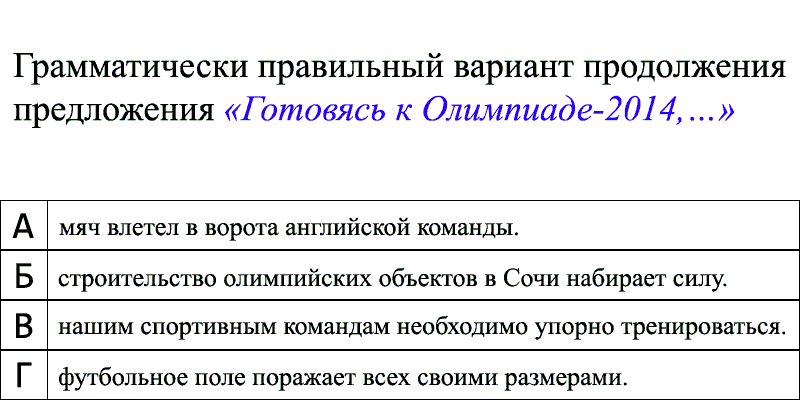 Грамматически правильный вариант продолжения
предложения «Готовясь к Олимпиаде-2014,...»
А мяч влетел в ворота английской команды.
Б строительство олимпийских объектов в Сочи набирает силу.
В нашим спортивным командам необходимо упорно тренироваться.
Г футбольное поле поражает всех своими размерами.